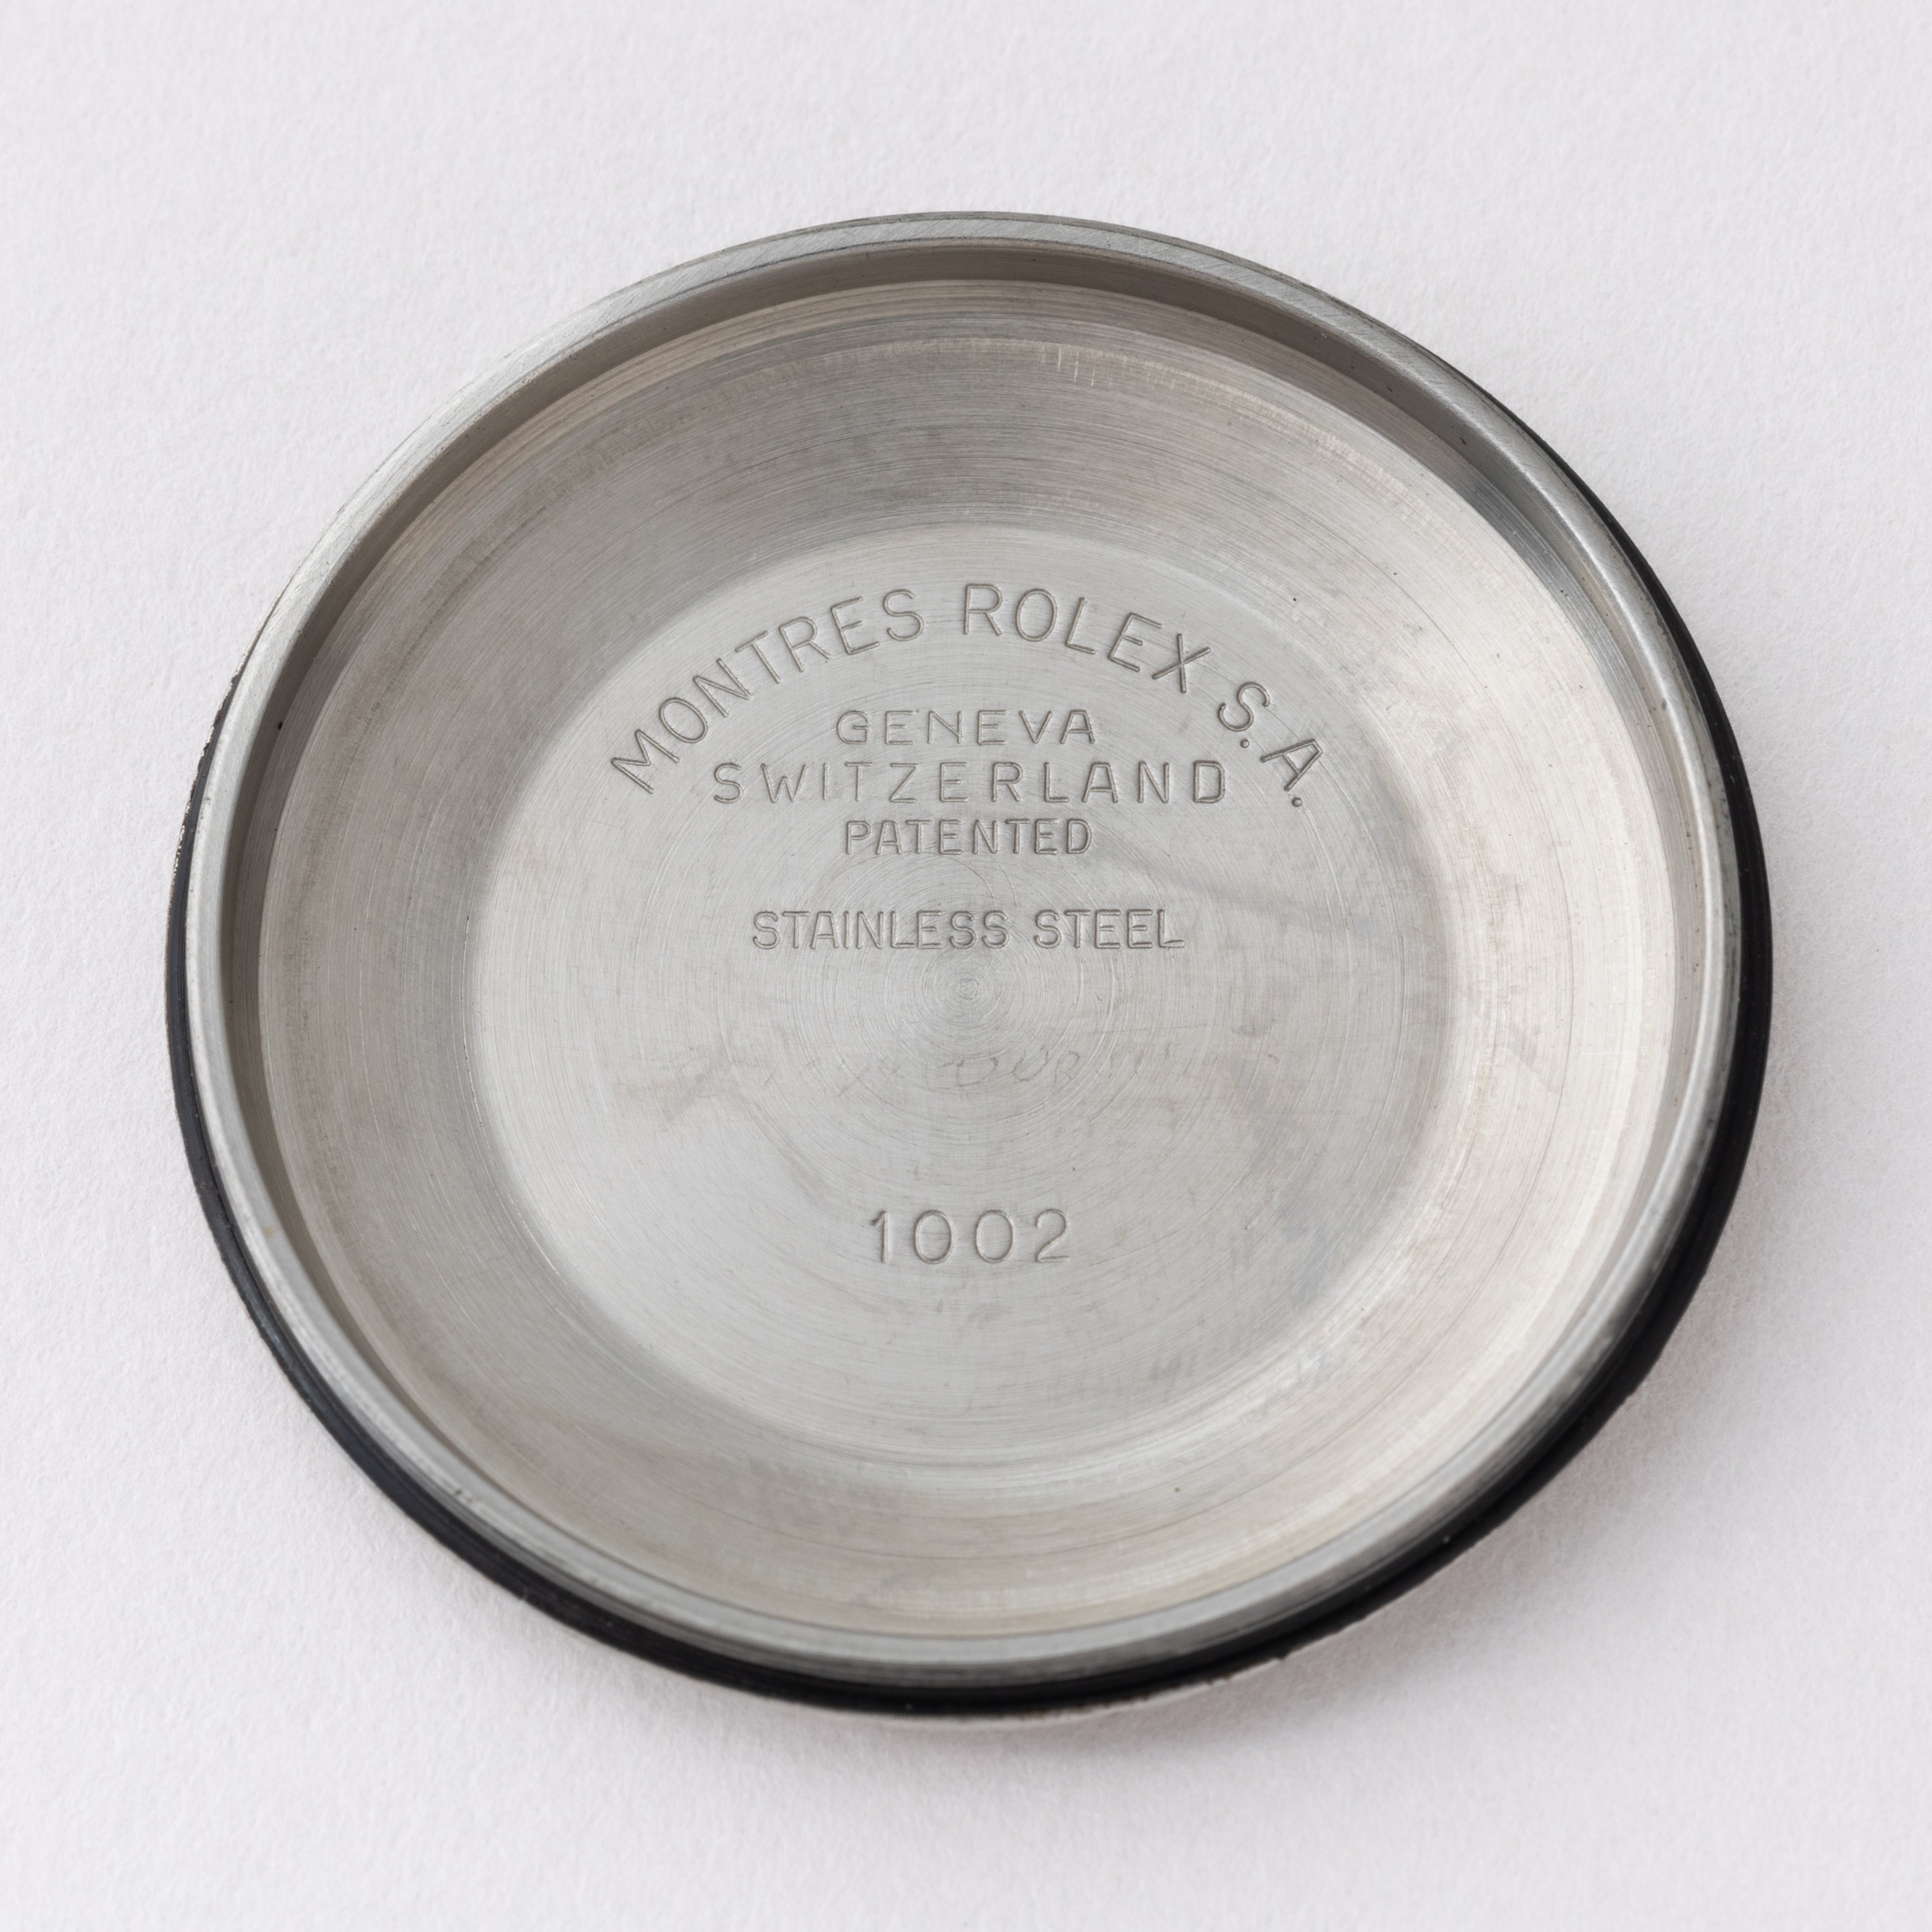 MONTRES ROLEX S.A.
GENEVA
SWITZERLAND
PATENTED
STAINLESS STEEL
1002